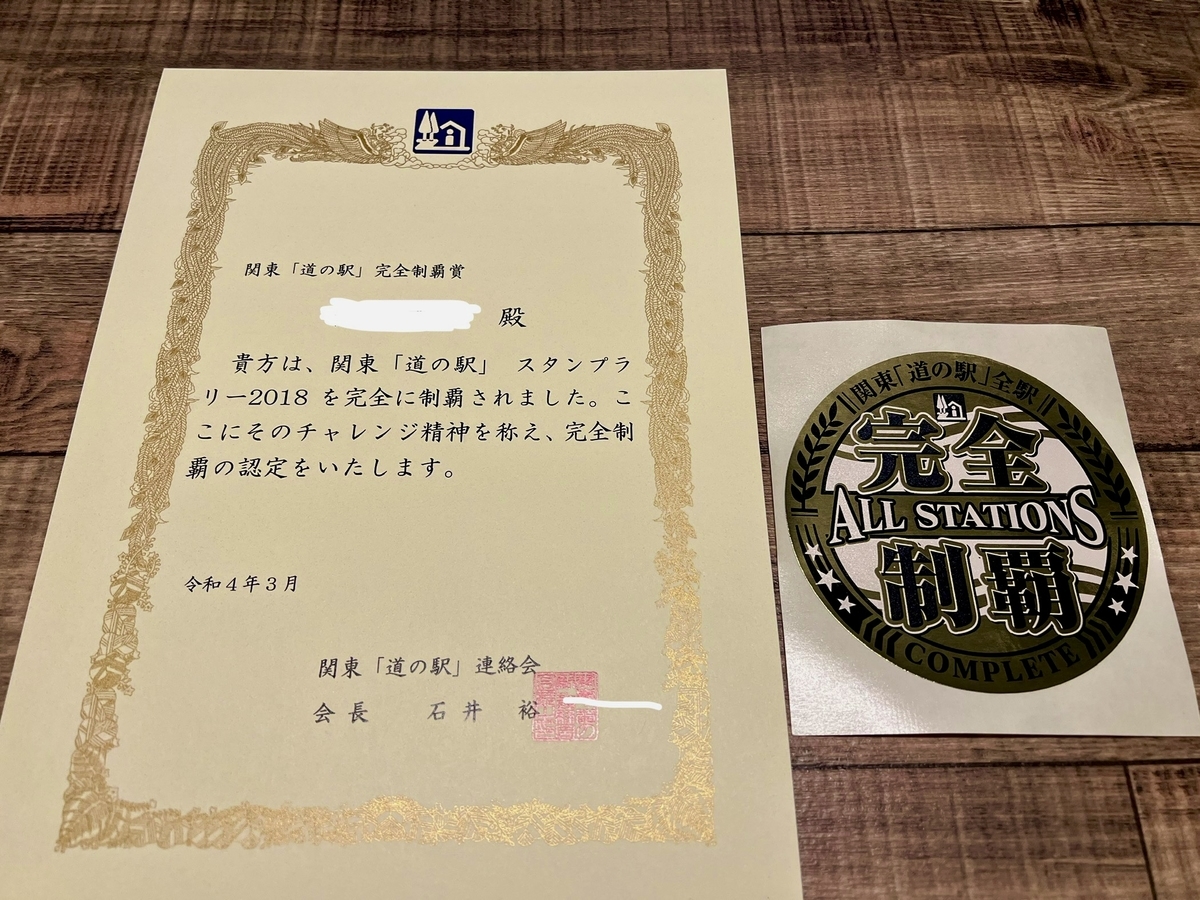 関東「道の駅」完全制覇賞
殿
貴方は、関東「道の駅」 スタンプラ
リー2018 を完全に制覇されました。こ
こにそのチャレンジ精神を称え、完全制
覇の認定をいたします。
令和４年３月
関東「道の駅」連絡会
会長 石井 裕
関東「道の駅」全駅
完全
ALL STATIONS
制覇
COMPLETE